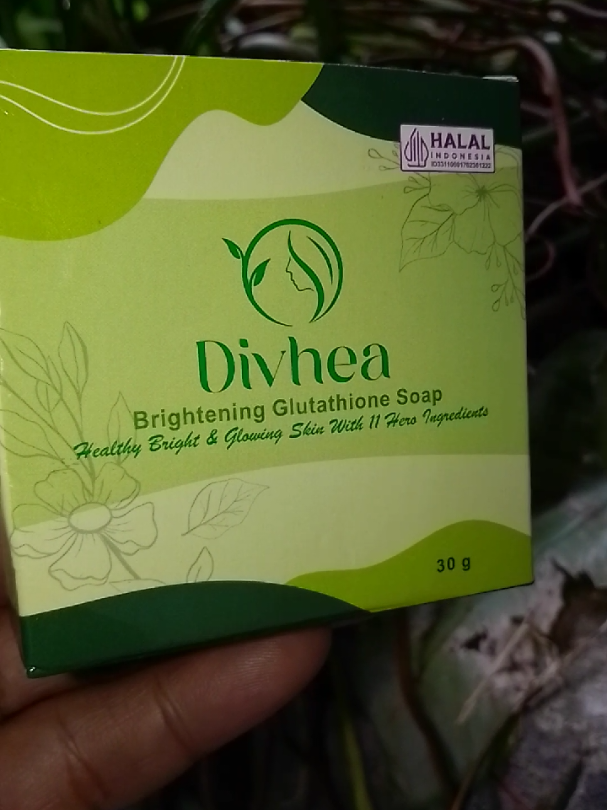 HALAL
INDONESIA
Divhea
Brightening Glutathione Soap
Healthy Bright & Glowing Skin With 11 Hero Ingredients
30 g